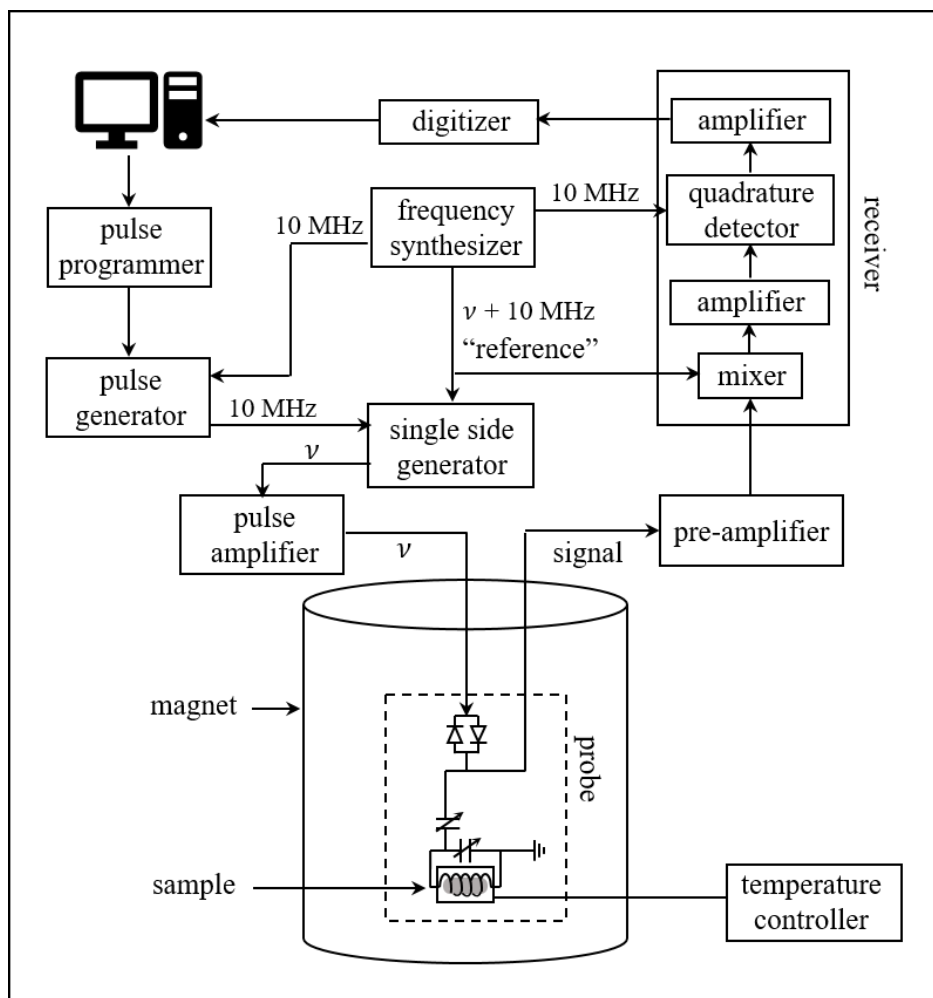 digitizer
amplifier
quadrature
detector
amplifier
mixer
receiver
pulse
programmer
10 MHz
frequency
synthesizer
10 MHz
ν + 10 MHz
“reference”
pulse
generator
10 MHz
single side
generator
ν
pulse
amplifier
ν
signal
pre-amplifier
magnet
probe
sample
temperature
controller